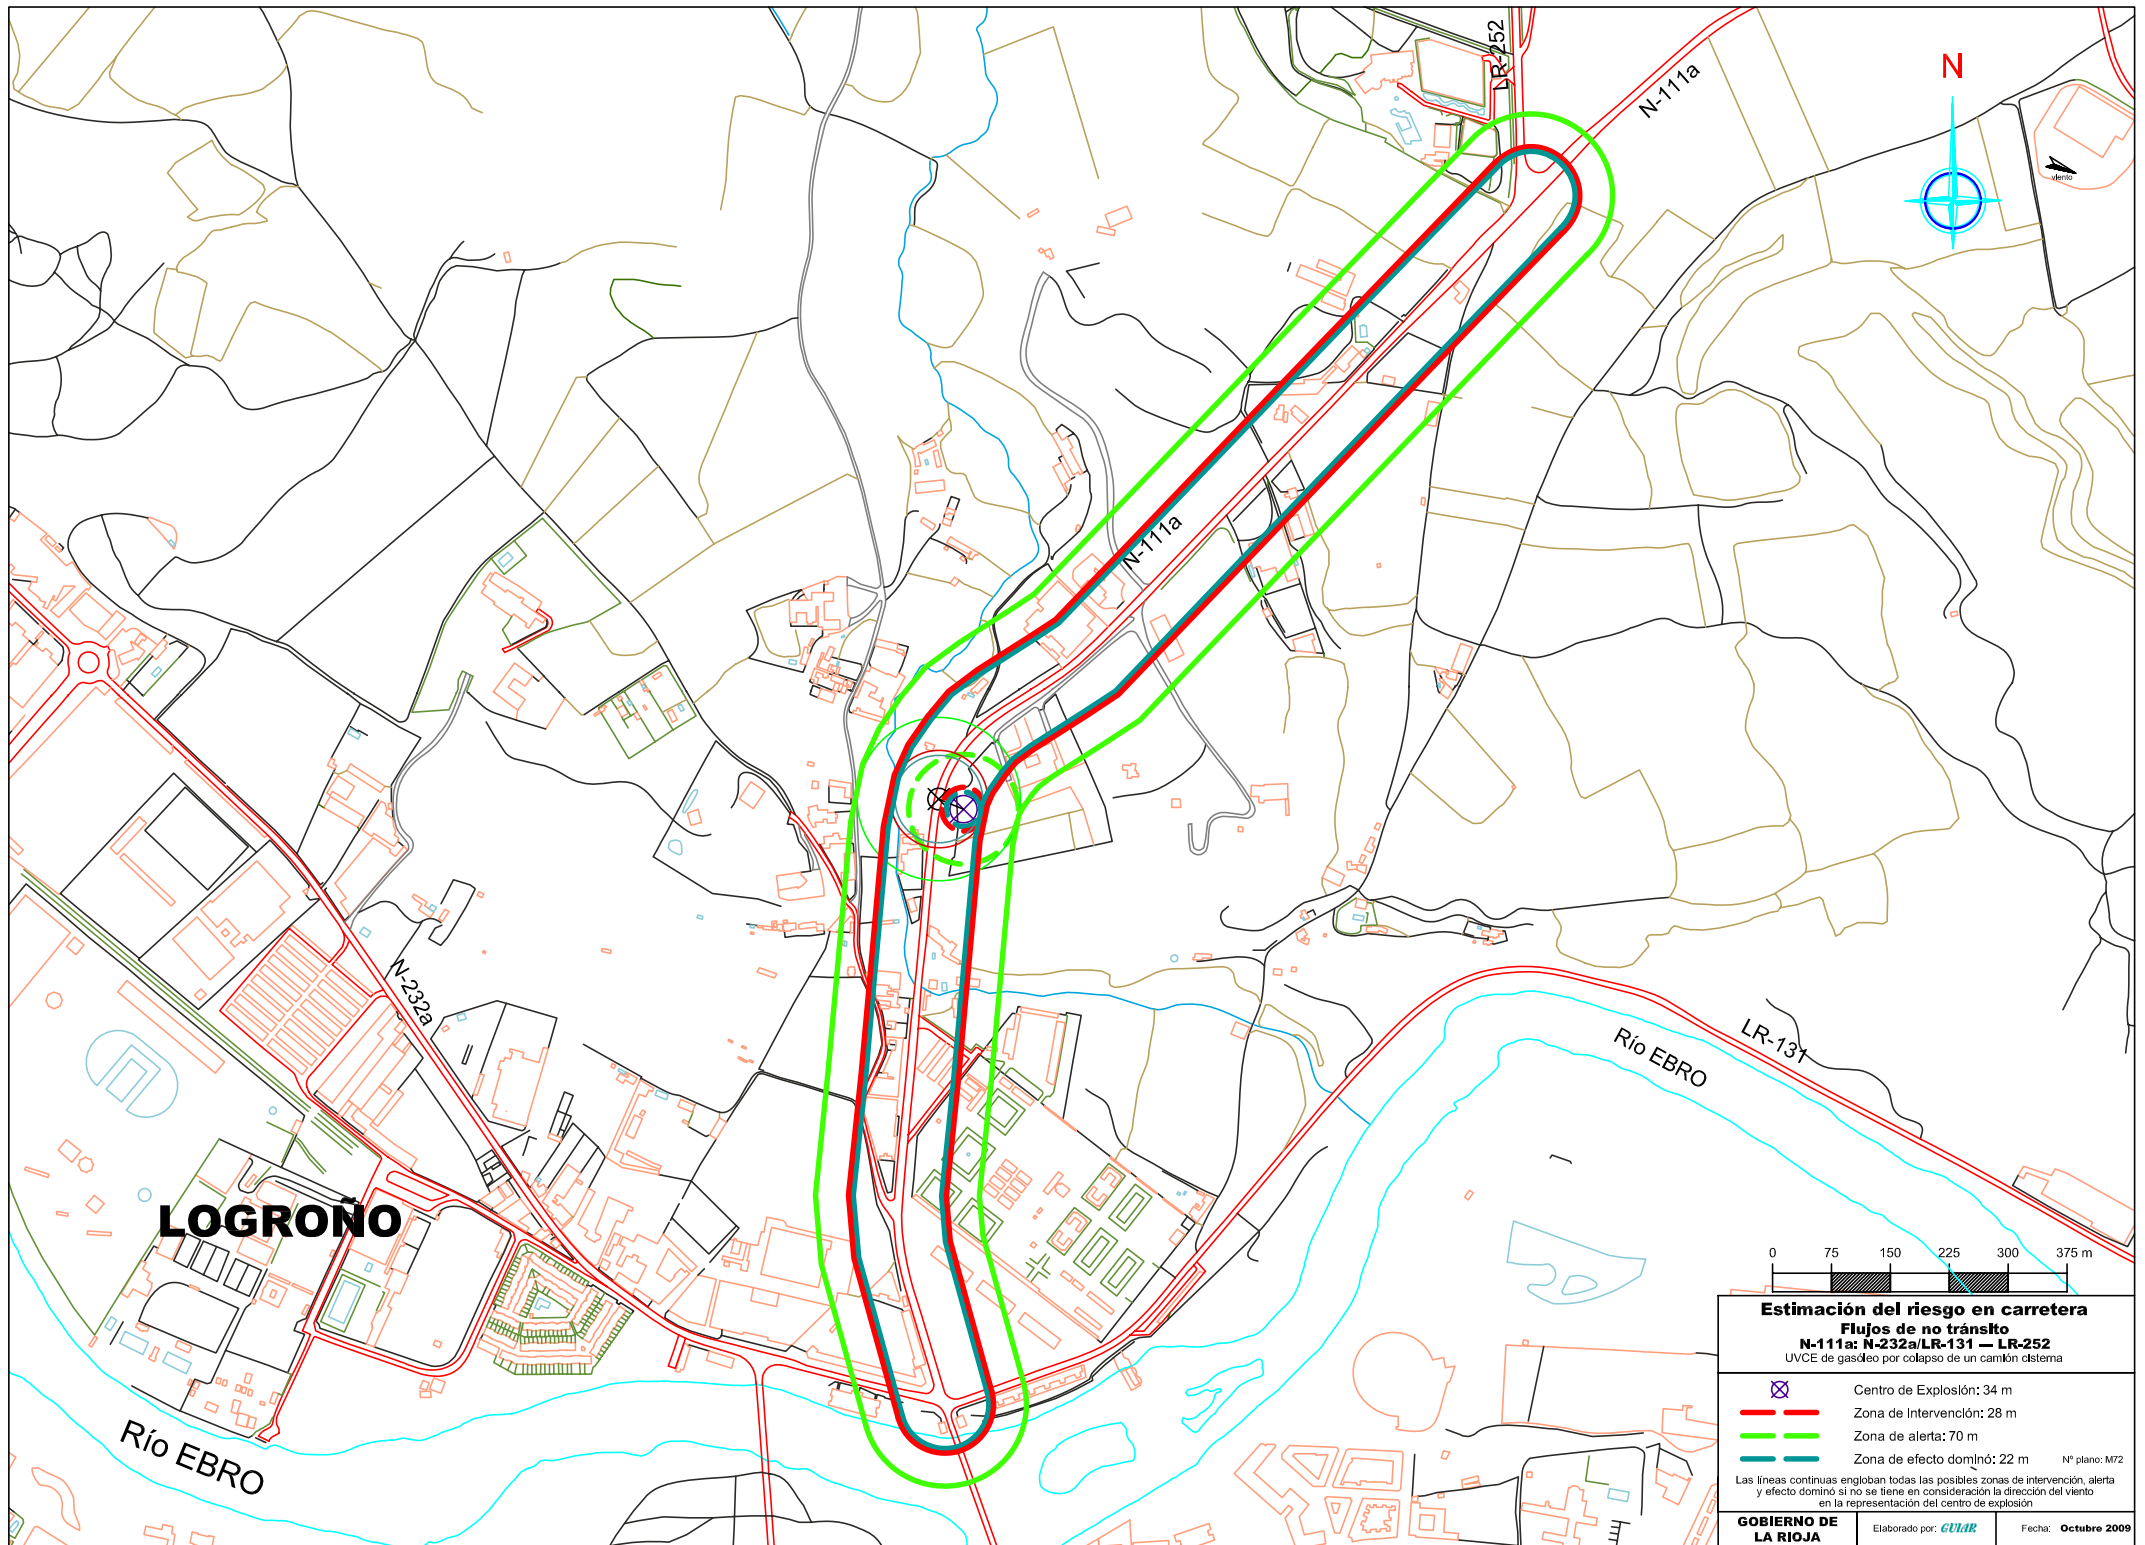 LR-252
N-111a
N
viento
N-111a
N-232a
LOGROÑO
Río EBRO
LR-131
Río EBRO
0 75 150 225 300 375 m
Estimación del riesgo en carretera
Flujos de no tránsito
N-111a: N-232a/LR-131 — LR-252
UVCE de gasóleo por colapso de un camión cisterna
Centro de Explosión: 34 m
Zona de Intervención: 28 m
Zona de alerta: 70 m
Zona de efecto dominó: 22 m
Nº plano: M72
Las líneas continuas engloban todas las posibles zonas de intervención, alerta
y efecto dominó si no se tiene en consideración la dirección del viento
en la representación del centro de explosión
GOBIERNO DE
LA RIOJA
Elaborado por: GUIAR
Fecha: Octubre 2009